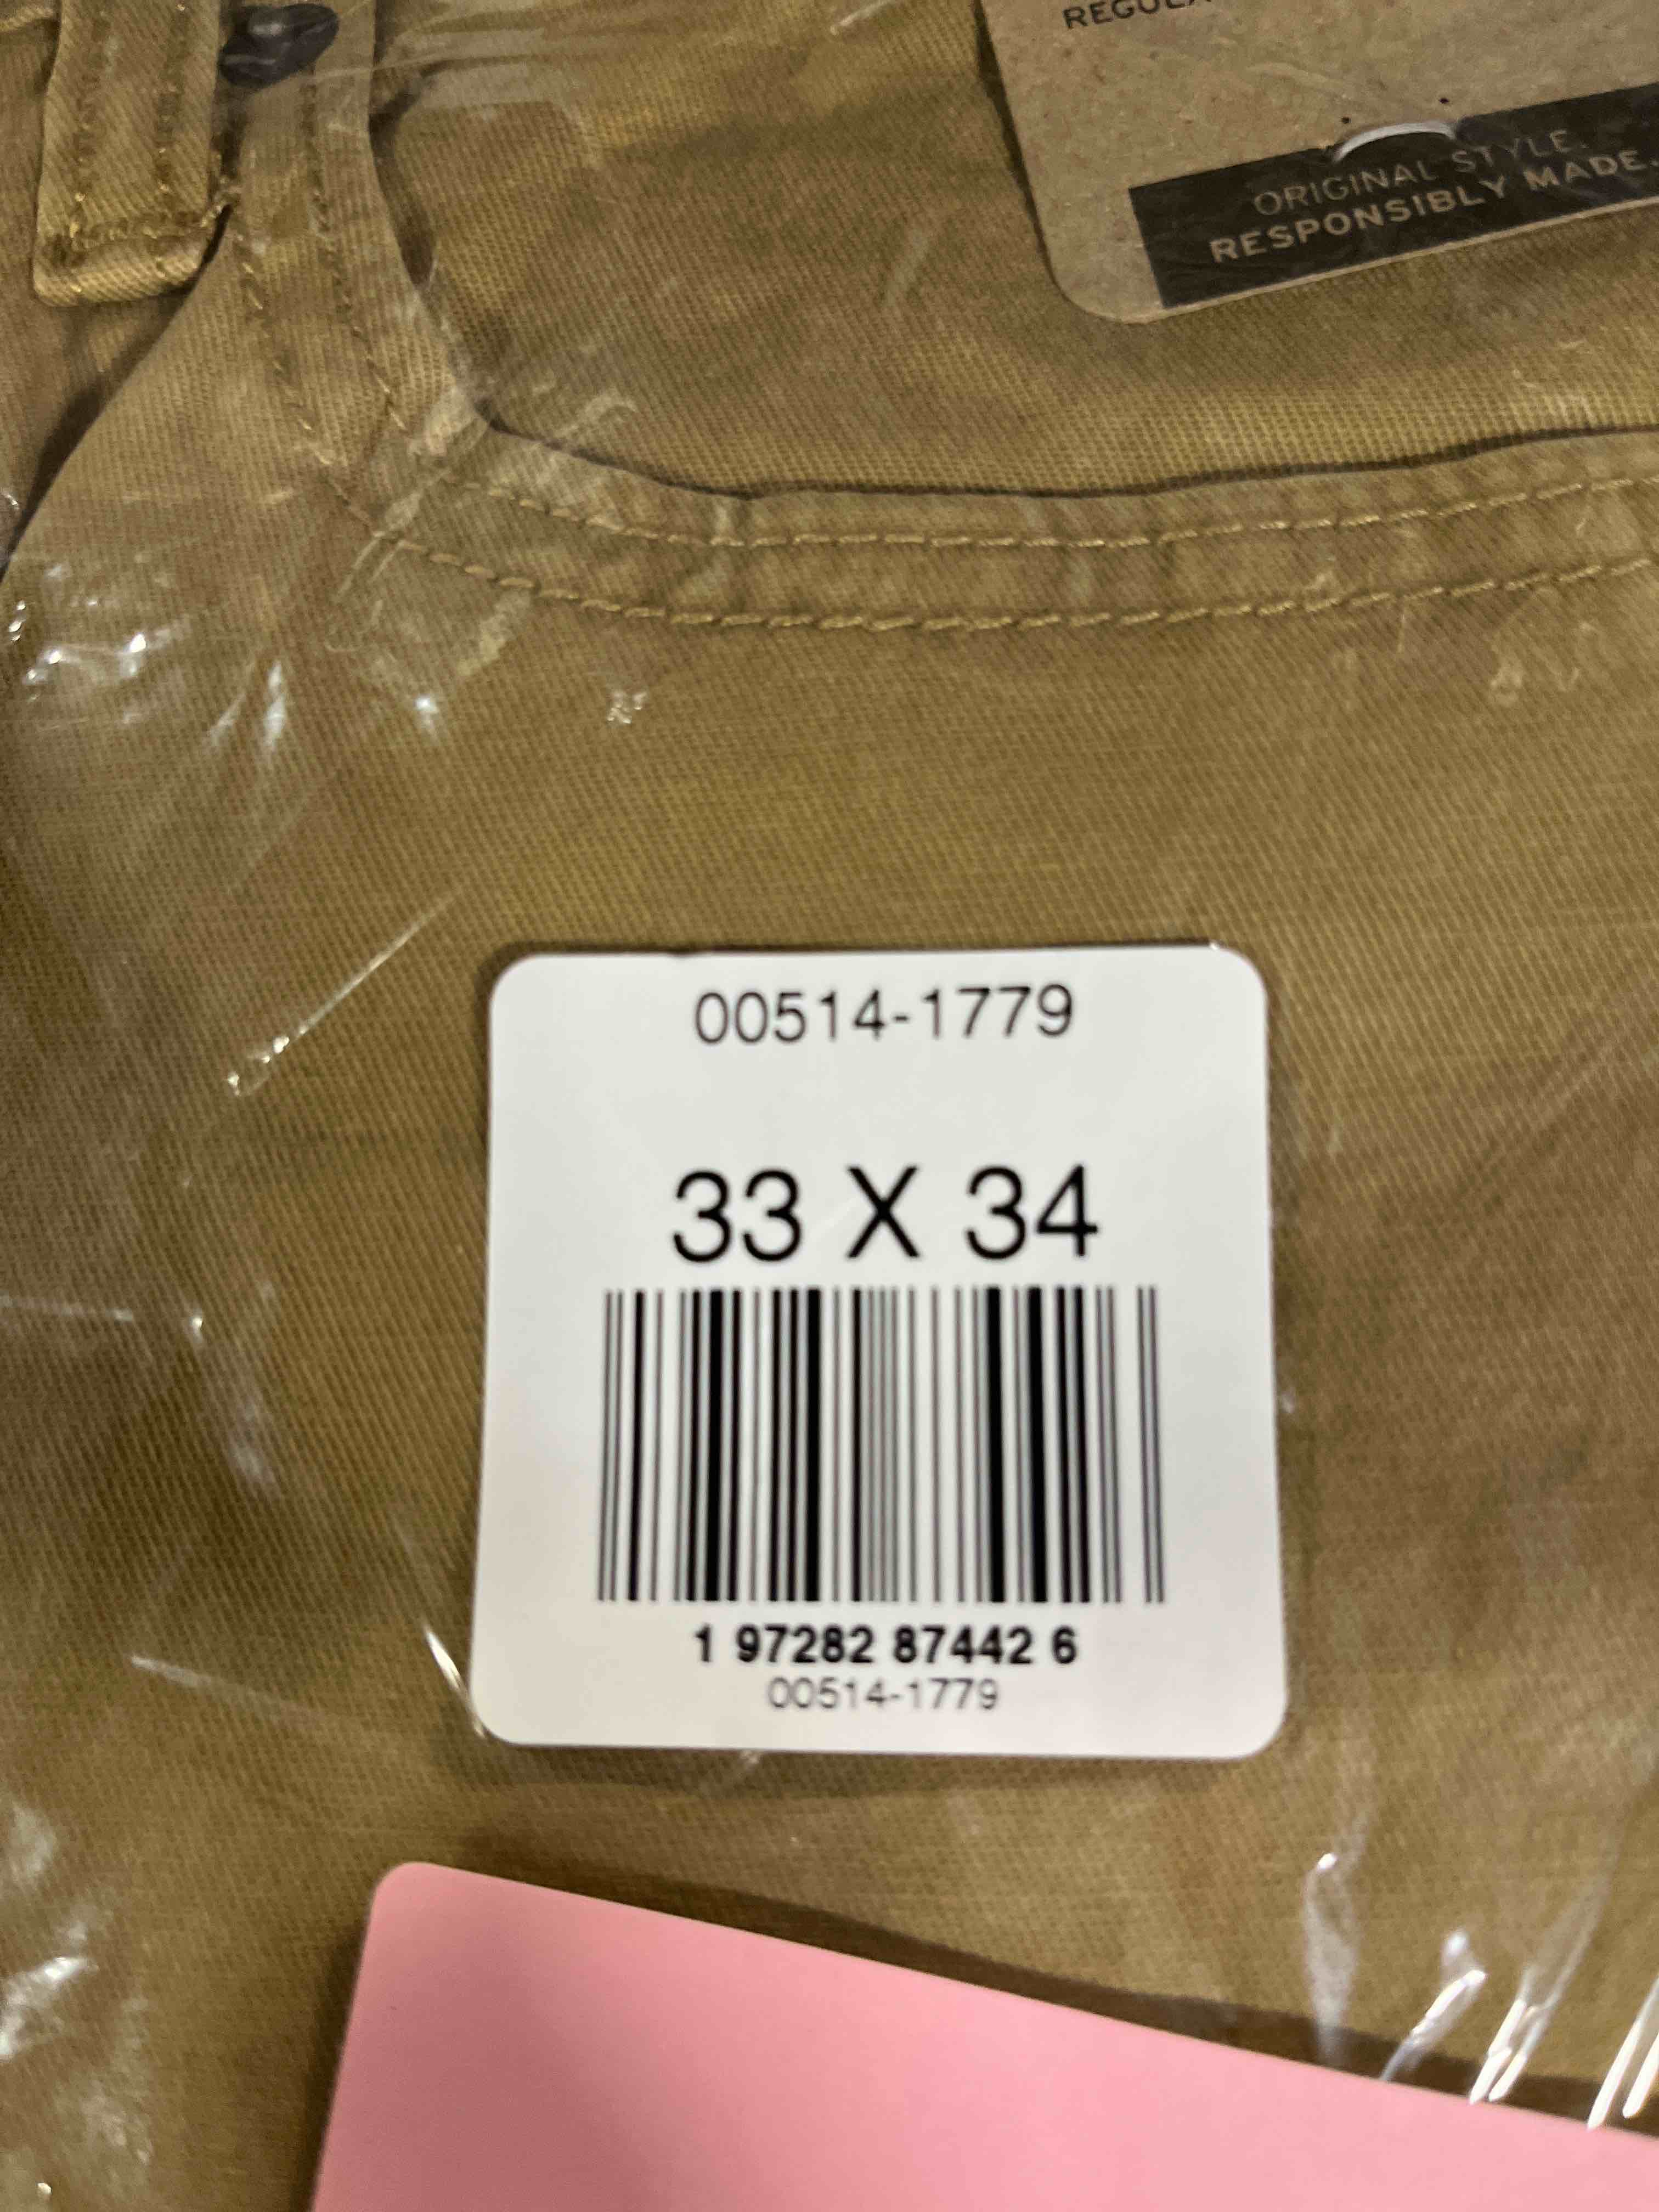 ORIGINAL STYLE.
RESPONSIBLY MADE.
00514-1779
33 X 34
1 97282 87442 6
00514-1779